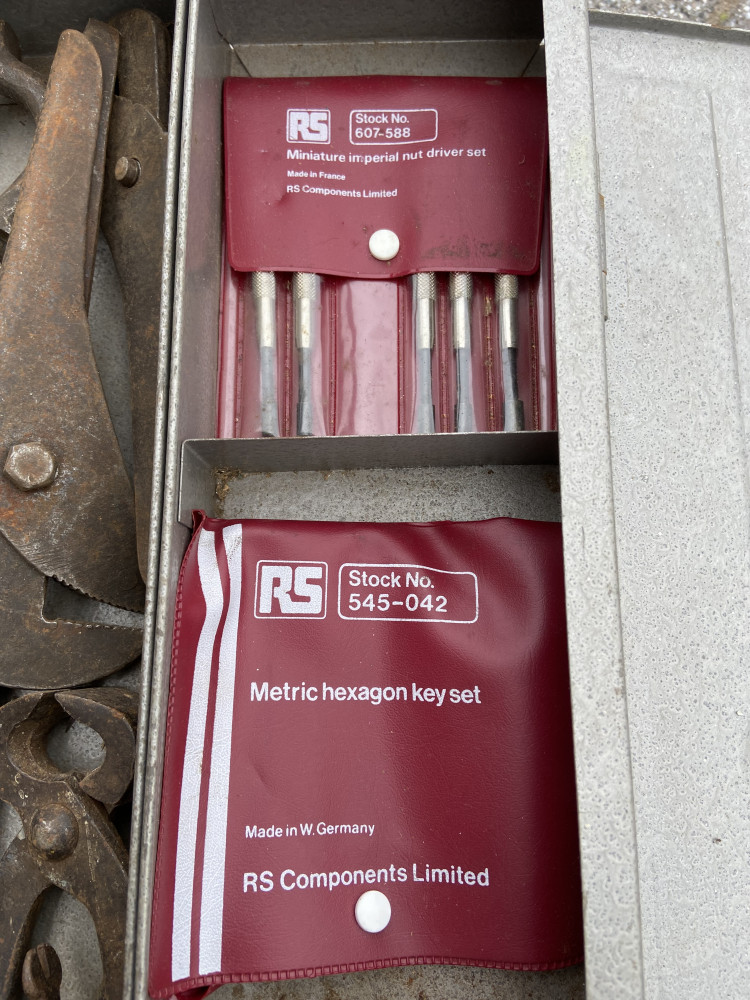 RS
Stock No.
607-588
Miniature imperial nut driver set
Made in France
RS Components Limited
RS
Stock No.
545-042
Metric hexagon key set
Made in W. Germany
RS Components Limited